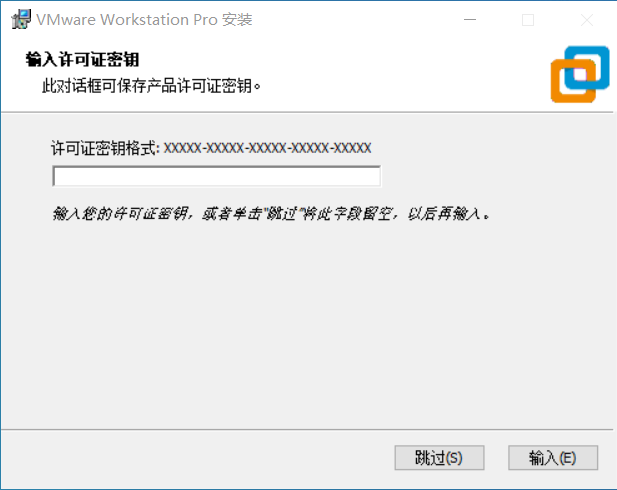 VMware Workstation Pro 安装
输入许可证密钥
此对话框可保存产品许可证密钥。
许可证密钥格式: XXXXX-XXXXX-XXXXX-XXXXX-XXXXX
输入您的许可证密钥，或者单击"跳过"将此字段留空，以后再输入。
跳过(S)
输入(E)